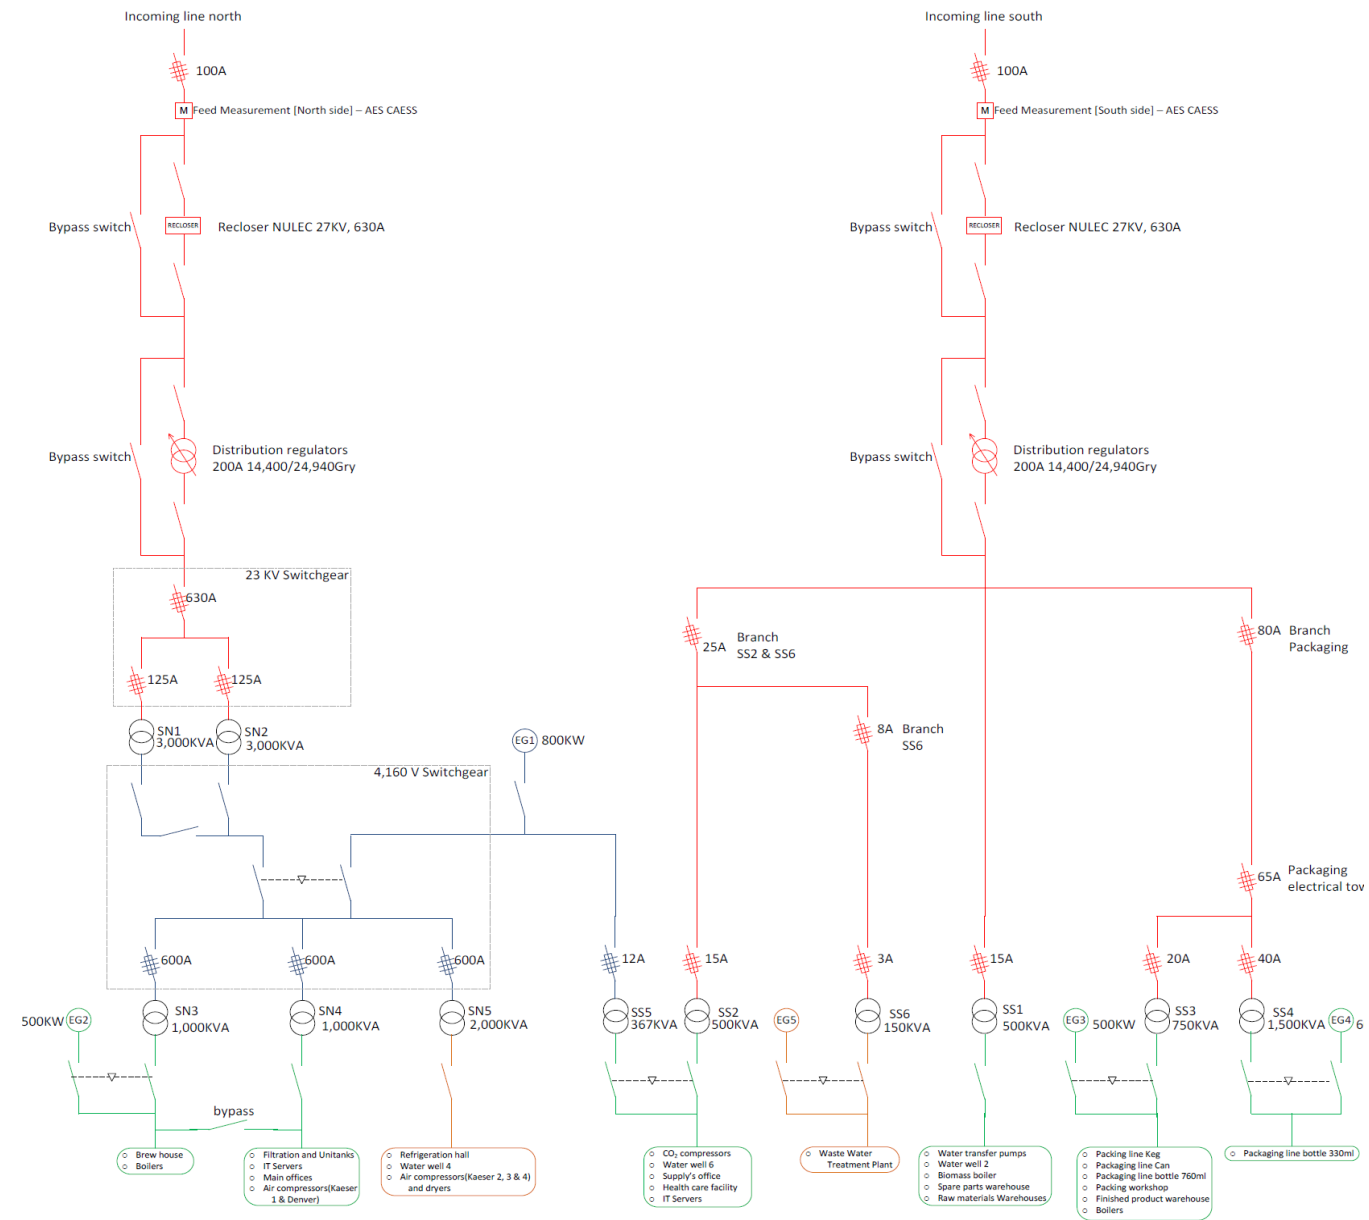 Incoming line north
Incoming line south
100A
100A
M
Feed Measurement [North side] – AES CAESS
M
Feed Measurement [South side] – AES CAESS
Bypass switch
RECLOSER
Recloser NULEC 27KV, 630A
Bypass switch
RECLOSER
Recloser NULEC 27KV, 630A
Bypass switch
Distribution regulators
200A 14,400/24,940Gry
Bypass switch
Distribution regulators
200A 14,400/24,940Gry
23 KV Switchgear
630A
125A
125A
25A
Branch
SS2 & SS6
80A
Branch
Packaging
SN1
3,000KVA
SN2
3,000KVA
EG1
800KW
8A
Branch
SS6
4,160 V Switchgear
65A
Packaging
electrical tow
600A
600A
600A
12A
15A
3A
15A
20A
40A
500KW
EG2
SN3
1,000KVA
SN4
1,000KVA
SN5
2,000KVA
SS5
367KVA
SS2
500KVA
EG5
SS6
150KVA
SS1
500KVA
EG3
500KW
SS3
750KVA
SS4
1,500KVA
EG4
6
bypass
Brew house
Boilers
Filtration and Unitanks
IT Servers
Main offices
Air compressors(Kaeser
1 & Denver)
Refrigeration hall
Water well 4
Air compressors(Kaeser 2, 3 & 4)
and dryers
CO₂ compressors
Water well 6
Supply's office
Health care facility
IT Servers
Waste Water
Treatment Plant
Water transfer pumps
Water well 2
Biomass boiler
Spare parts warehouse
Raw materials Warehouses
Packing line Keg
Packaging line Can
Packaging line bottle 760ml
Packing workshop
Finished product warehouse
Boilers
Packaging line bottle 330ml